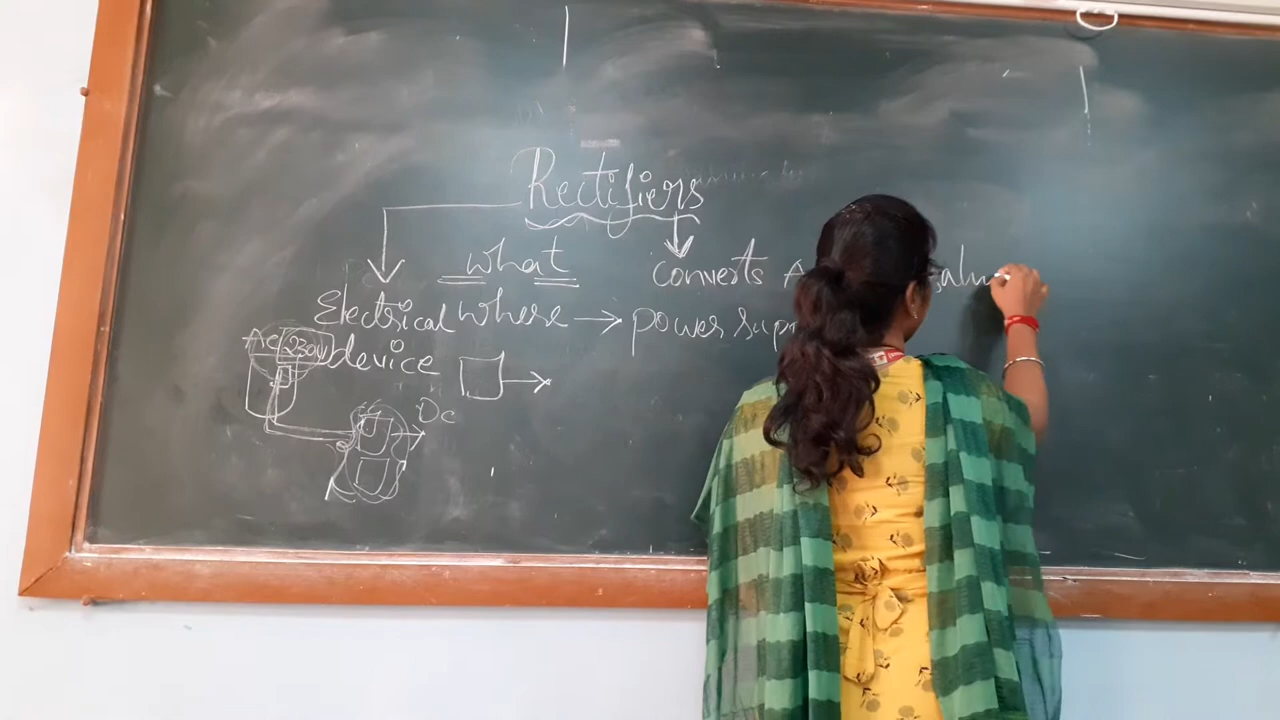 Rectifiers
what
converts A
Electrical where → power sup
Ac 230V device
Dc